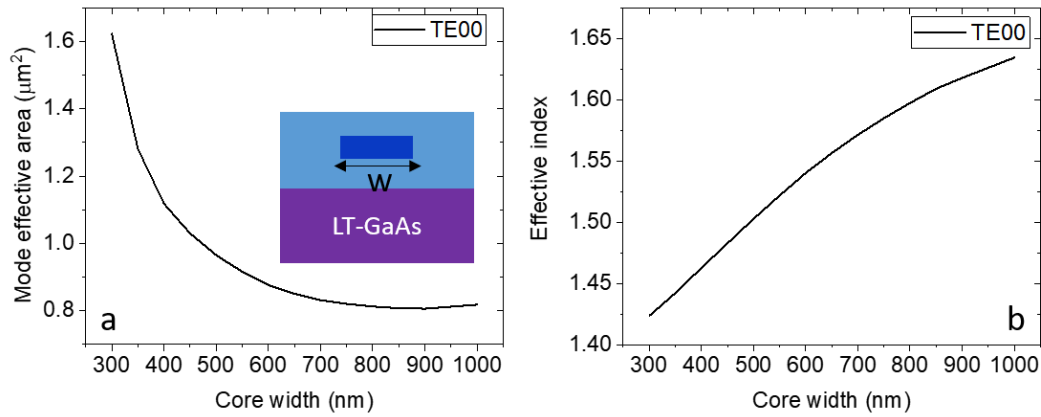 TE00
Mode effective area (μm²)
1.6
1.4
1.2
1.0
0.8
W
LT-GaAs
a
300 400 500 600 700 800 900 1000
Core width (nm)
TE00
Effective index
1.65
1.60
1.55
1.50
1.45
1.40
b
300 400 500 600 700 800 900 1000
Core width (nm)